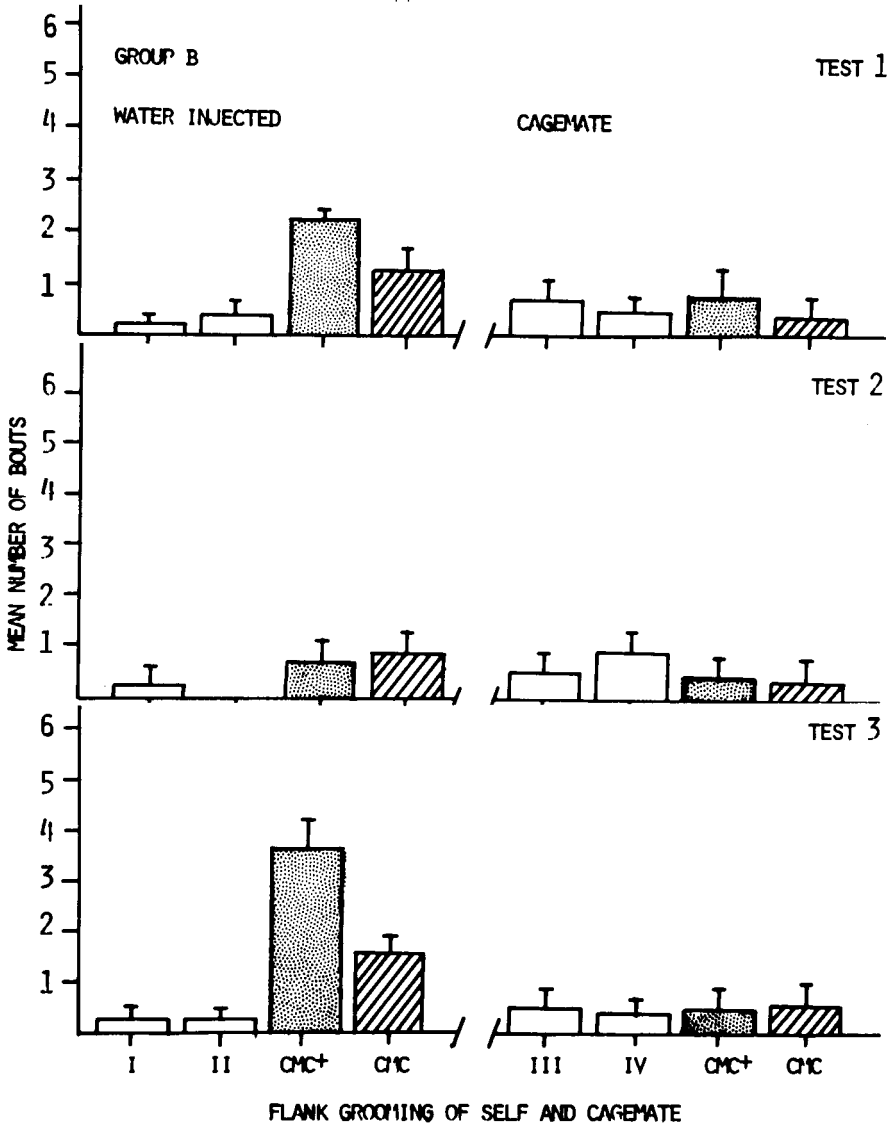 6
GROUP B
TEST 1
5
WATER INJECTED
CAGEMATE
4
3
2
1
TEST 2
6
5
4
3
2
1
TEST 3
6
5
4
3
2
1
MEAN NUMBER OF BOUTS
I II CMC+ CMC III IV CMC+ CMC
FLANK GROOMING OF SELF AND CAGEMATE